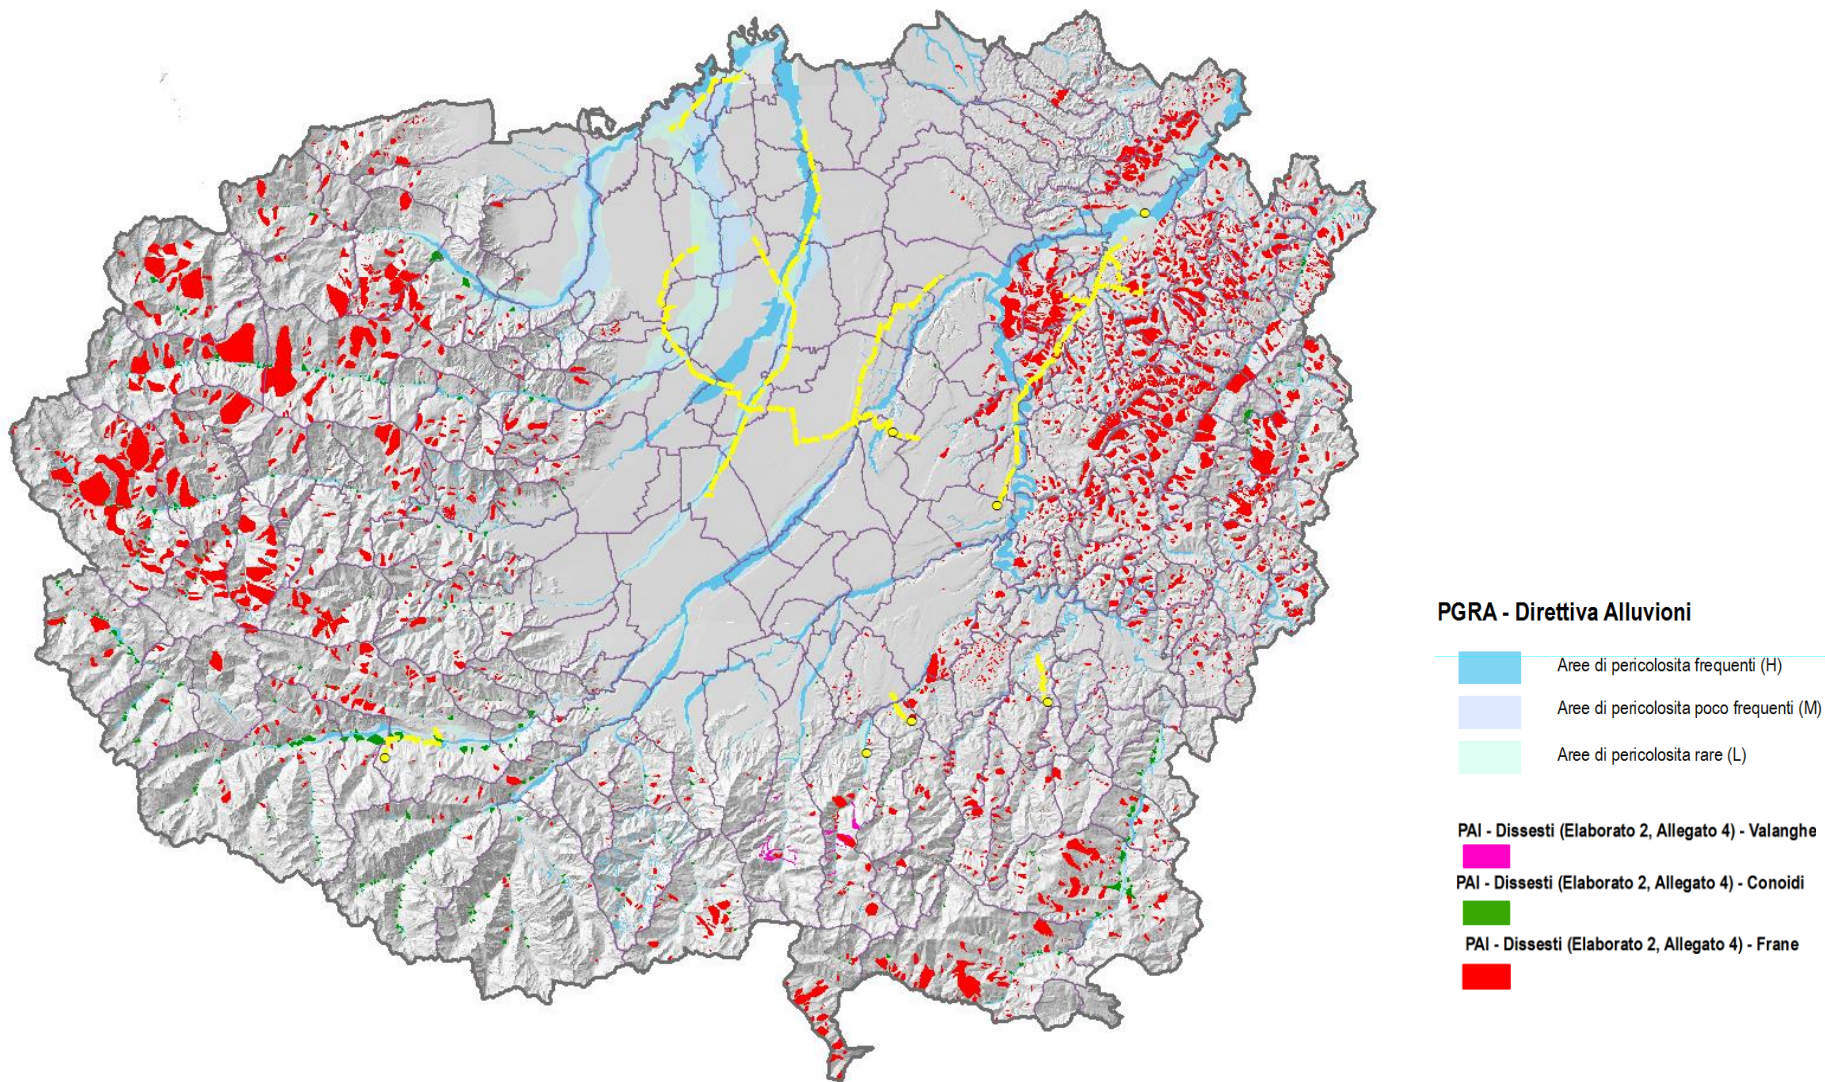 PGRA - Direttiva Alluvioni
Aree di pericolosita frequenti (H)
Aree di pericolosita poco frequenti (M)
Aree di pericolosita rare (L)
PAI - Dissesti (Elaborato 2, Allegato 4) - Valanghe
PAI - Dissesti (Elaborato 2, Allegato 4) - Conoidi
PAI - Dissesti (Elaborato 2, Allegato 4) - Frane